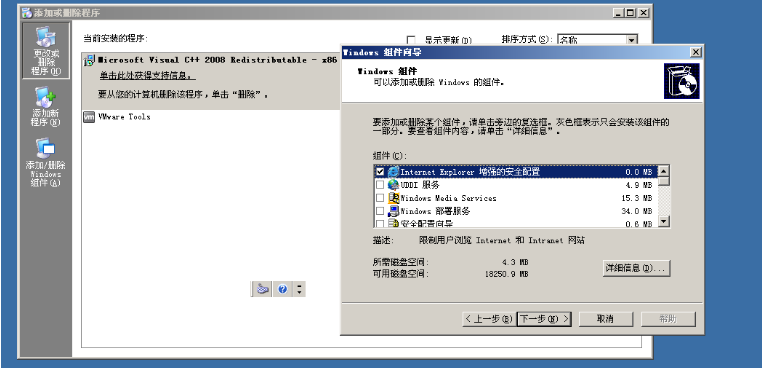 添加或删除程序
更改或
删除
程序(H)
添加新
程序(N)
添加/删除
Windows
组件(A)
当前安装的程序:
显示更新(D)
排序方式(S): 名称
Microsoft Visual C++ 2008 Redistributable - x86
单击此处获得支持信息。
要从您的计算机删除该程序，单击“删除”。
VMware Tools
Windows 组件向导
Windows 组件
可以添加或删除 Windows 的组件。
要添加或删除某个组件，请单击旁边的复选框。灰色框表示只会安装该组件的
一部分。要查看组件内容，请单击“详细信息”。
组件(C):
Internet Explorer 增强的安全配置 0.0 MB
UDDI 服务 4.9 MB
Windows Media Services 15.3 MB
Windows 部署服务 34.0 MB
安全配置向导 0.6 MB
描述: 限制用户浏览 Internet 和 Intranet 网站
所需磁盘空间: 4.3 MB
可用磁盘空间: 18250.9 MB
详细信息(D)...
<上一步(B) 下一步(N)> 取消 帮助